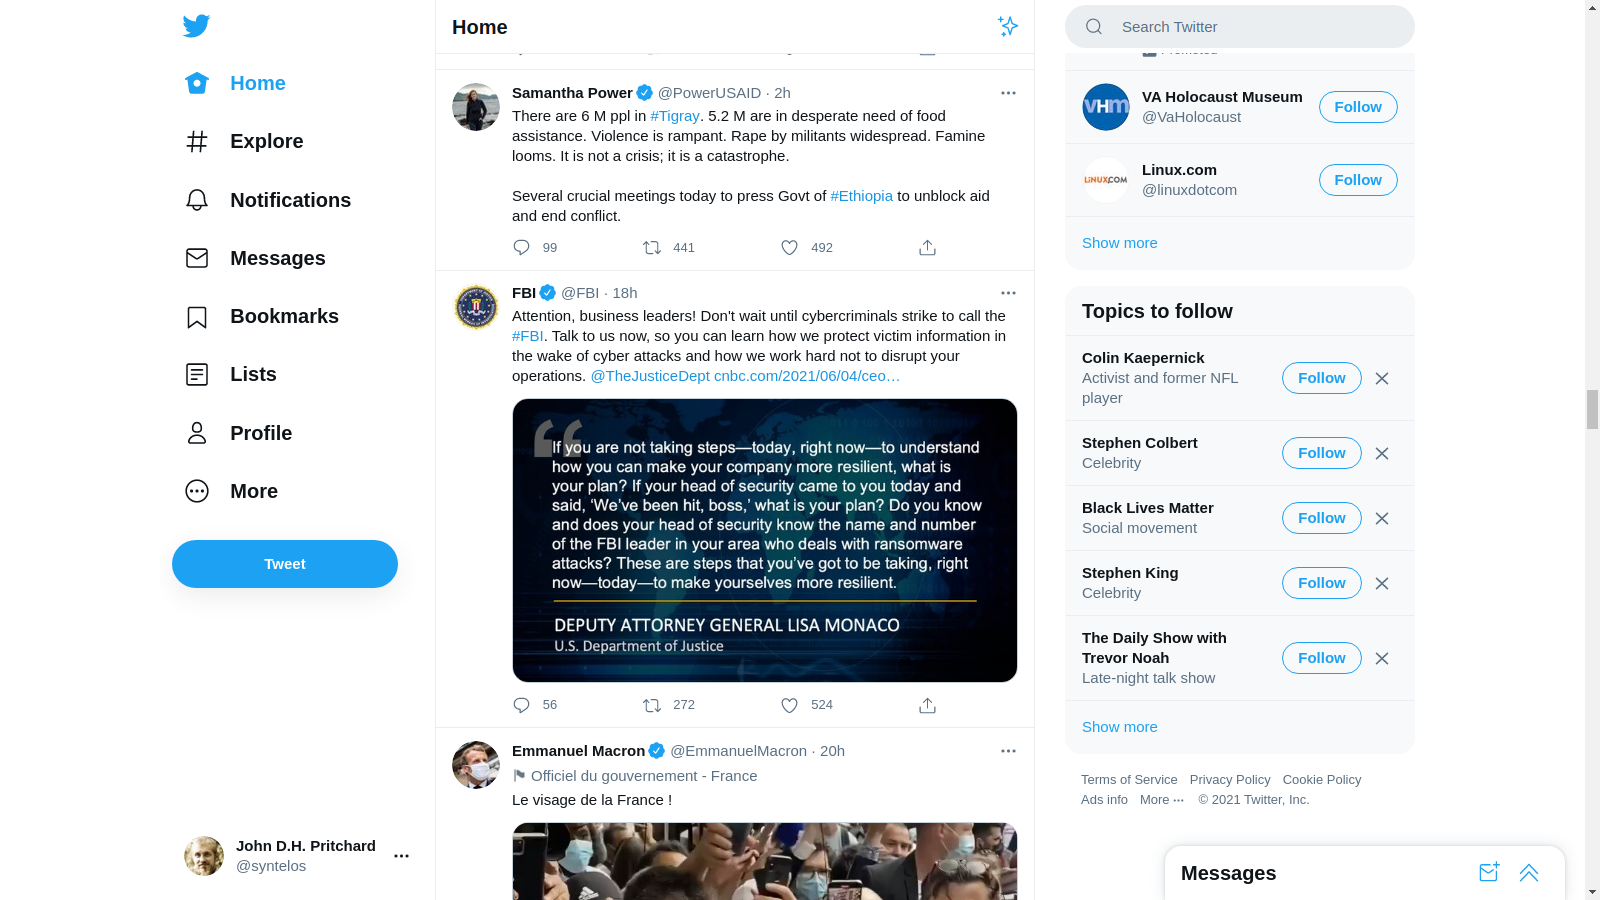 Home
Explore
Notifications
Messages
Bookmarks
Lists
Profile
More
Tweet
John D.H. Pritchard
@syntelos
Home
Samantha Power @PowerUSAID · 2h
There are 6 M ppl in #Tigray. 5.2 M are in desperate need of food
assistance. Violence is rampant. Rape by militants widespread. Famine
looms. It is not a crisis; it is a catastrophe.
Several crucial meetings today to press Govt of #Ethiopia to unblock aid
and end conflict.
99 441 492
FBI @FBI · 18h
Attention, business leaders! Don't wait until cybercriminals strike to call the
#FBI. Talk to us now, so you can learn how we protect victim information in
the wake of cyber attacks and how we work hard not to disrupt your
operations. @TheJusticeDept cnbc.com/2021/06/04/ceo…
If you are not taking steps—today, right now—to understand
how you can make your company more resilient, what is
your plan? If your head of security came to you today and
said, ‘We’ve been hit, boss,’ what is your plan? Do you know
and does your head of security know the name and number
of the FBI leader in your area who deals with ransomware
attacks? These are steps that you’ve got to be taking, right
now—today—to make yourselves more resilient.
DEPUTY ATTORNEY GENERAL LISA MONACO
U.S. Department of Justice
56 272 524
Emmanuel Macron @EmmanuelMacron · 20h
Officiel du gouvernement - France
Le visage de la France !
Search Twitter
Promoted
VHM
VA Holocaust Museum
@VaHolocaust
Follow
LINUX.COM
Linux.com
@linuxdotcom
Follow
Show more
Topics to follow
Colin Kaepernick
Activist and former NFL
player
Follow
Stephen Colbert
Celebrity
Follow
Black Lives Matter
Social movement
Follow
Stephen King
Celebrity
Follow
The Daily Show with
Trevor Noah
Late-night talk show
Follow
Show more
Terms of Service Privacy Policy Cookie Policy
Ads info More ··· © 2021 Twitter, Inc.
Messages